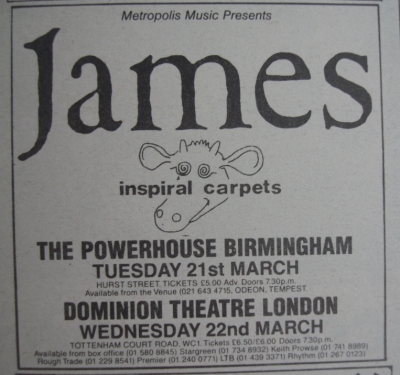 Metropolis Music Presents
James
inspiral carpets
THE POWERHOUSE BIRMINGHAM
TUESDAY 21st MARCH
HURST STREET, TICKETS £5.00 Adv. Doors 7.30p.m.
Available from the Venue (021 643 4715, ODEON, TEMPEST
DOMINION THEATRE LONDON
WEDNESDAY 22nd MARCH
TOTTENHAM COURT ROAD, WC1. Tickets £6.50/£6.00 Doors 7.30p.m.
Available from box office (01 580 8845) Stargreen (01 734 8932) Keith Prowse (01 741 8989)
Rough Trade (01 229 8541) Premier (01 240 0771) LTB (01 439 3371) Rhythm (01 267 0123)